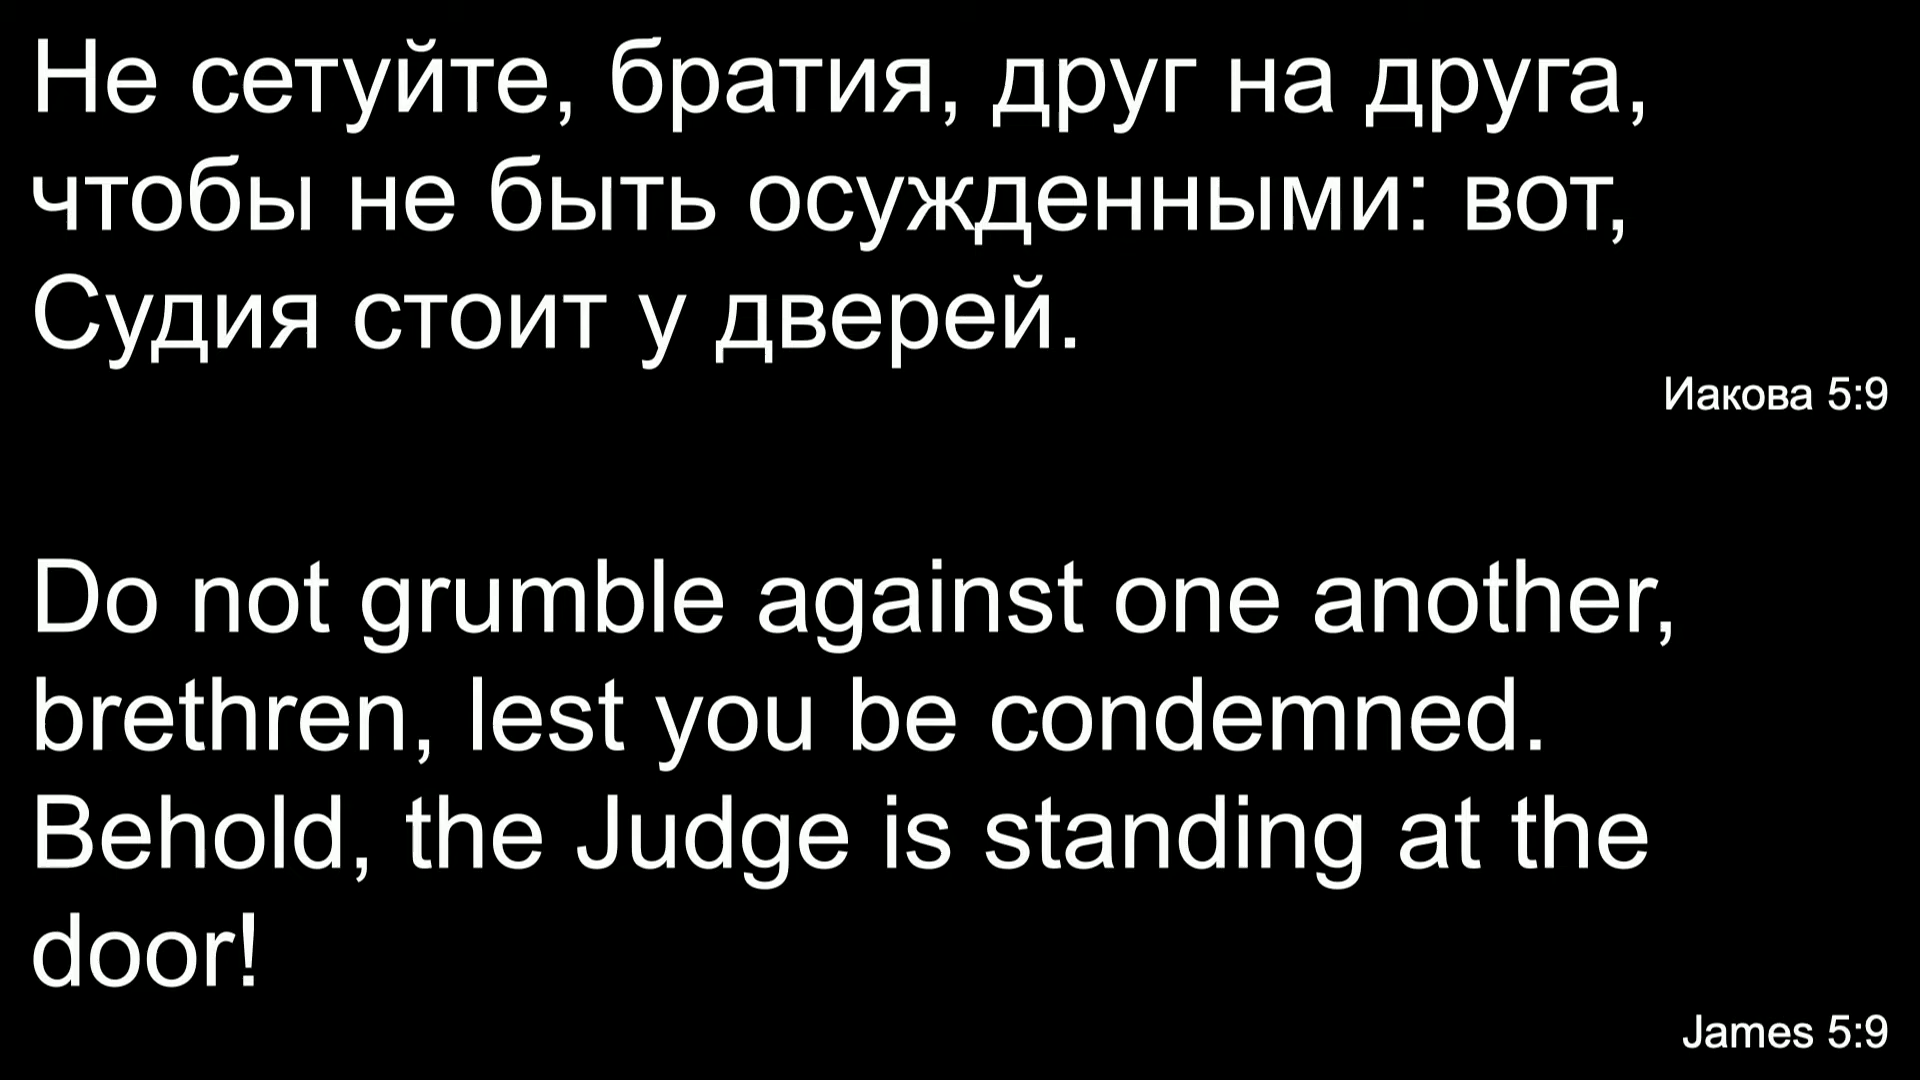 Не сетуйте, братия, друг на друга,
чтобы не быть осужденными: вот,
Судия стоит у дверей.
Иакова 5:9
Do not grumble against one another,
brethren, lest you be condemned.
Behold, the Judge is standing at the
door!
James 5:9